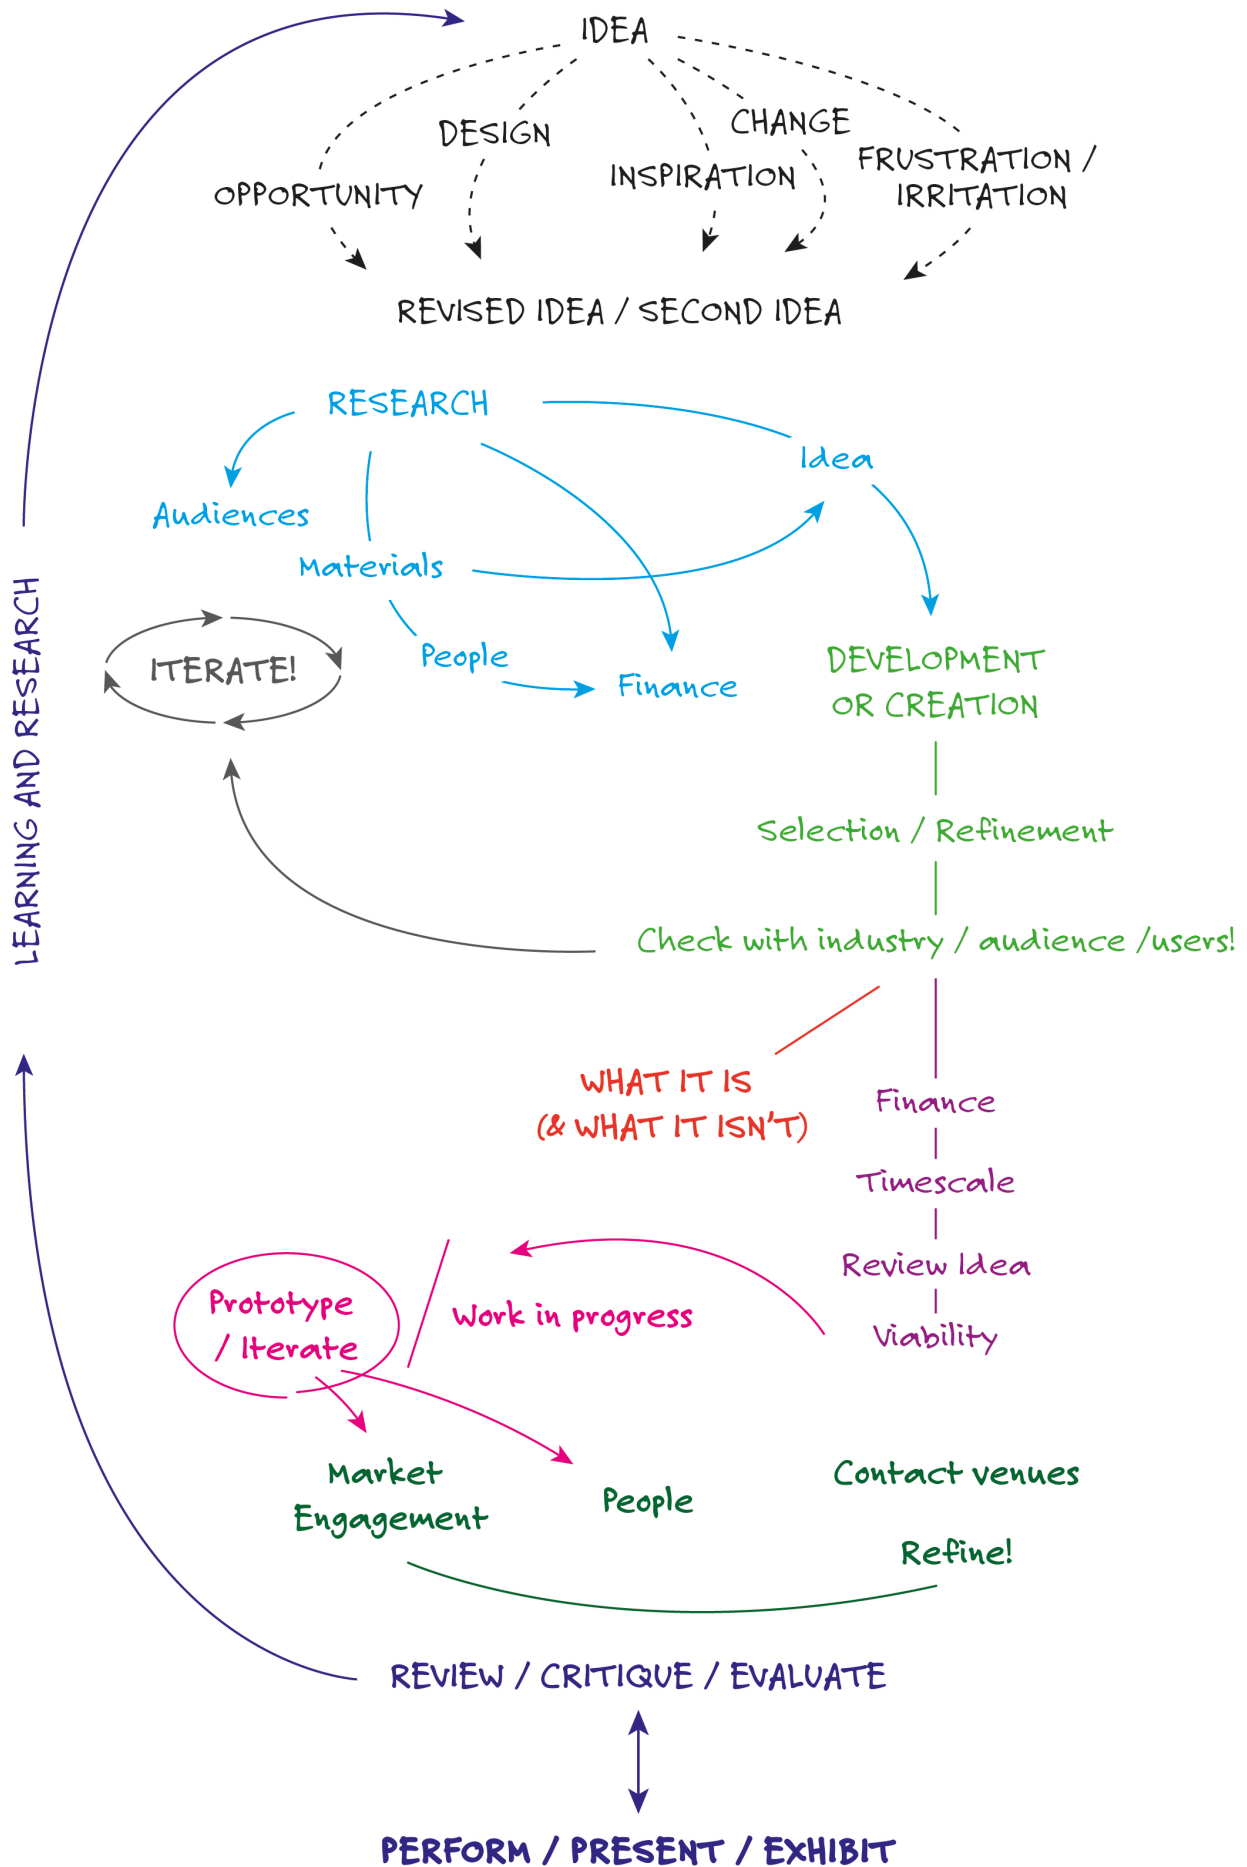 IDEA
DESIGN
CHANGE
OPPORTUNITY
INSPIRATION
FRUSTRATION /
IRRITATION
REVISED IDEA / SECOND IDEA
RESEARCH
Idea
Audiences
Materials
People
Finance
ITERATE!
LEARNING AND RESEARCH
DEVELOPMENT
OR CREATION
Selection / Refinement
Check with industry / audience /users!
WHAT IT IS
(& WHAT IT ISN'T)
Finance
Timescale
Review Idea
Viability
Work in progress
Prototype
/ Iterate
Market
Engagement
People
Contact venues
Refine!
REVIEW / CRITIQUE / EVALUATE
PERFORM / PRESENT / EXHIBIT